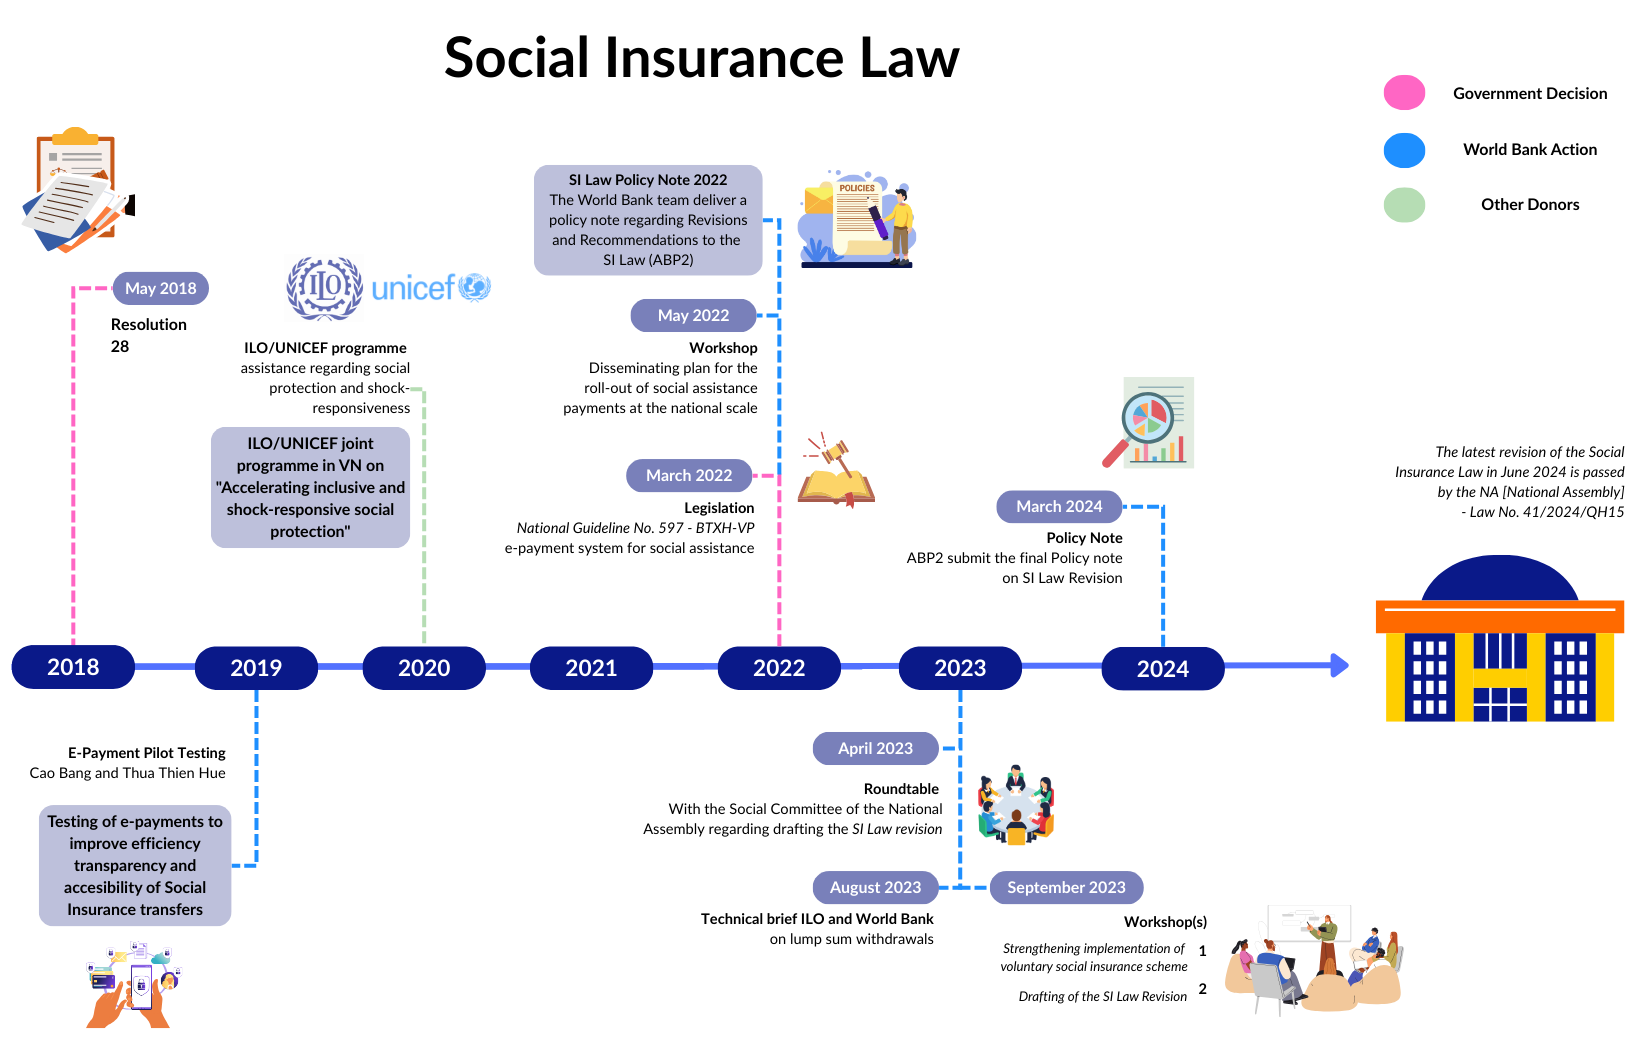 Social Insurance Law
Government Decision
World Bank Action
Other Donors
May 2018
Resolution
28
ILO
unicef
ILO/UNICEF programme
assistance regarding social
protection and shock-
responsiveness
ILO/UNICEF joint
programme in VN on
"Accelerating inclusive and
shock-responsive social
protection"
SI Law Policy Note 2022
The World Bank team deliver a
policy note regarding Revisions
and Recommendations to the
SI Law (ABP2)
POLICIES
May 2022
Workshop
Disseminating plan for the
roll-out of social assistance
payments at the national scale
March 2022
Legislation
National Guideline No. 597 - BTXH-VP
e-payment system for social assistance
March 2024
Policy Note
ABP2 submit the final Policy note
on SI Law Revision
The latest revision of the Social
Insurance Law in June 2024 is passed
by the NA [National Assembly]
- Law No. 41/2024/QH15
2018
2019
2020
2021
2022
2023
2024
E-Payment Pilot Testing
Cao Bang and Thua Thien Hue
Testing of e-payments to
improve efficiency
transparency and
accesibility of Social
Insurance transfers
April 2023
Roundtable
With the Social Committee of the National
Assembly regarding drafting the SI Law revision
August 2023
Technical brief ILO and World Bank
on lump sum withdrawals
September 2023
Workshop(s)
Strengthening implementation of 1
voluntary social insurance scheme
Drafting of the SI Law Revision 2